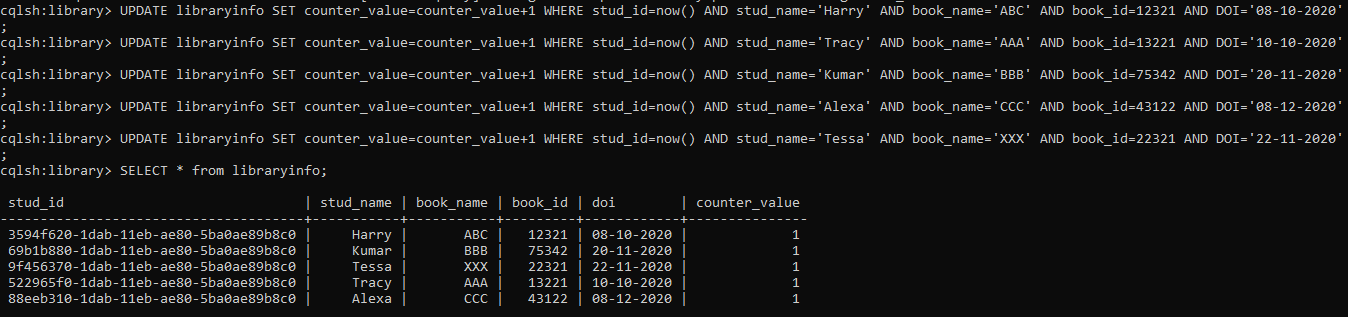 cqlsh:library> UPDATE libraryinfo SET counter_value=counter_value+1 WHERE stud_id=now() AND stud_name='Harry' AND book_name='ABC' AND book_id=12321 AND DOI='08-10-2020'
;
cqlsh:library> UPDATE libraryinfo SET counter_value=counter_value+1 WHERE stud_id=now() AND stud_name='Tracy' AND book_name='AAA' AND book_id=13221 AND DOI='10-10-2020'
;
cqlsh:library> UPDATE libraryinfo SET counter_value=counter_value+1 WHERE stud_id=now() AND stud_name='Kumar' AND book_name='BBB' AND book_id=75342 AND DOI='20-11-2020'
;
cqlsh:library> UPDATE libraryinfo SET counter_value=counter_value+1 WHERE stud_id=now() AND stud_name='Alexa' AND book_name='CCC' AND book_id=43122 AND DOI='08-12-2020'
;
cqlsh:library> UPDATE libraryinfo SET counter_value=counter_value+1 WHERE stud_id=now() AND stud_name='Tessa' AND book_name='XXX' AND book_id=22321 AND DOI='22-11-2020'
;
cqlsh:library> SELECT * from libraryinfo;
stud_id | stud_name | book_name | book_id | doi | counter_value
--------------------------------------+-----------+-----------+---------+------------+---------------
3594f620-1dab-11eb-ae80-5ba0ae89b8c0 | Harry | ABC | 12321 | 08-10-2020 | 1
69b1b880-1dab-11eb-ae80-5ba0ae89b8c0 | Kumar | BBB | 75342 | 20-11-2020 | 1
9f456370-1dab-11eb-ae80-5ba0ae89b8c0 | Tessa | XXX | 22321 | 22-11-2020 | 1
522965f0-1dab-11eb-ae80-5ba0ae89b8c0 | Tracy | AAA | 13221 | 10-10-2020 | 1
88eeb310-1dab-11eb-ae80-5ba0ae89b8c0 | Alexa | CCC | 43122 | 08-12-2020 | 1